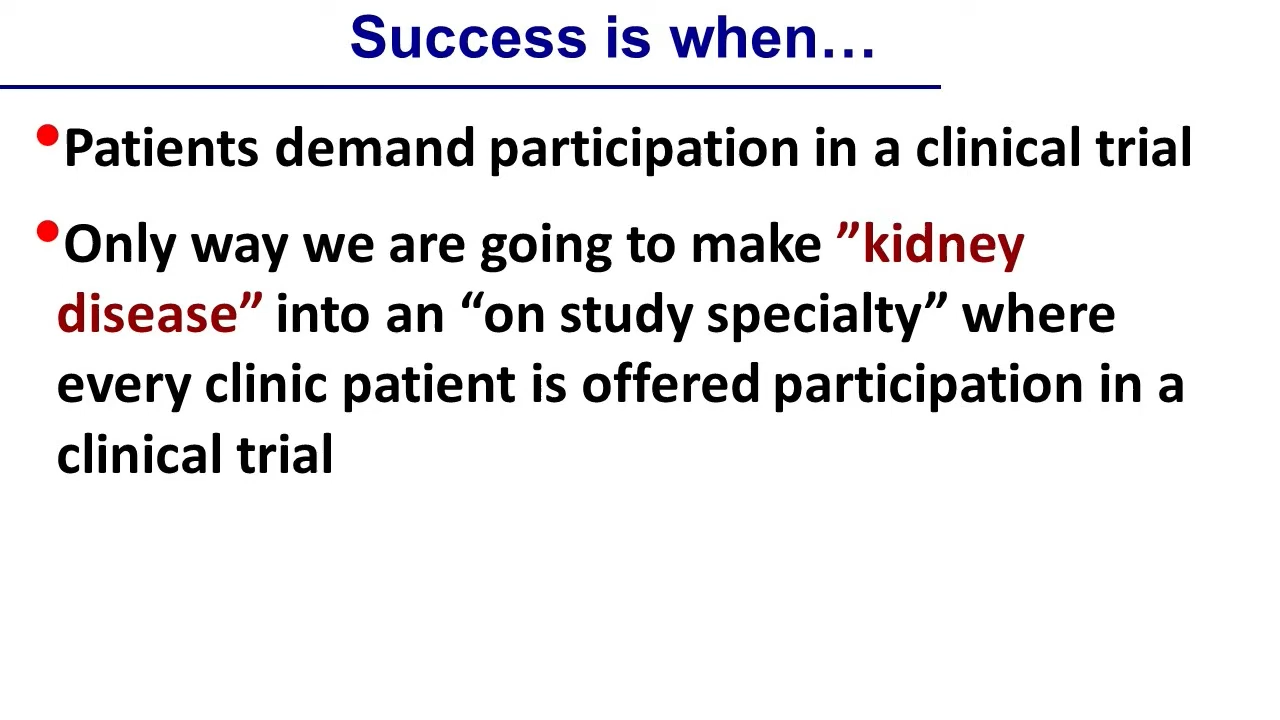 Success is when…
•Patients demand participation in a clinical trial
•Only way we are going to make ”kidney
disease” into an “on study specialty” where
every clinic patient is offered participation in a
clinical trial